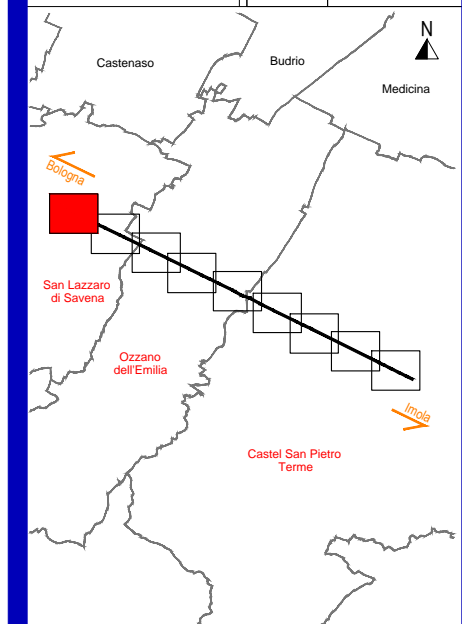 N
Castenaso
Budrio
Medicina
Bologna
San Lazzaro
di Savena
Ozzano
dell'Emilia
Imola
Castel San Pietro
Terme